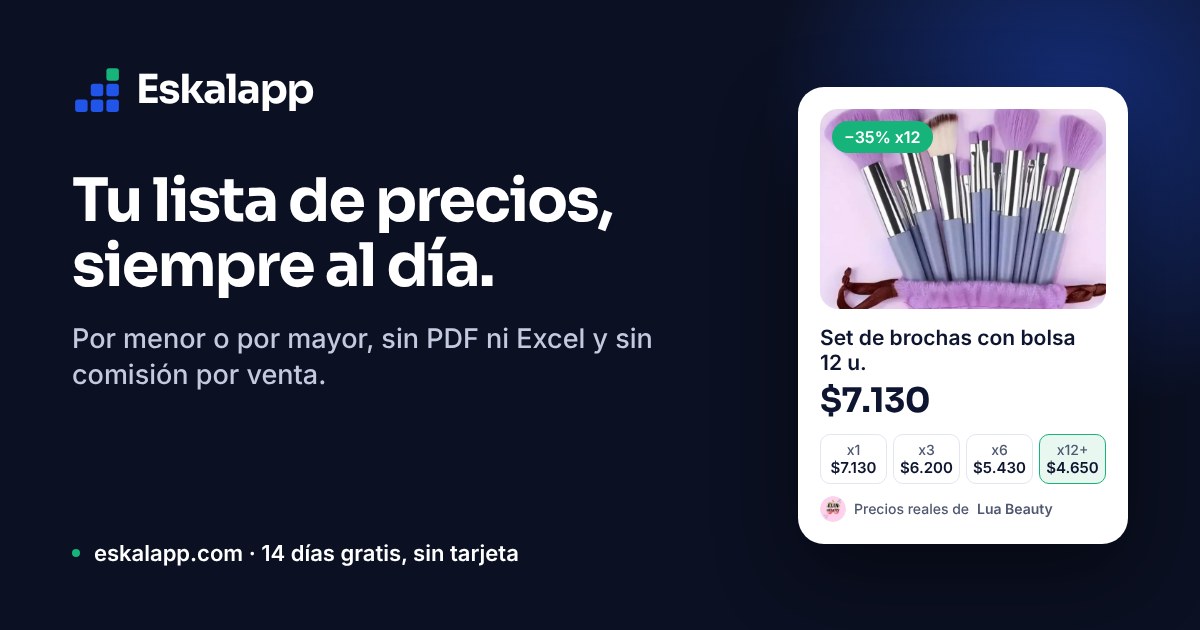 Eskalapp
Tu lista de precios,
siempre al día.
Por menor o por mayor, sin PDF ni Excel y sin
comisión por venta.
eskalapp.com · 14 días gratis, sin tarjeta
−35% x12
Set de brochas con bolsa
12 u.
$7.130
x1 x3 x6 x12+
$7.130 $6.200 $5.430 $4.650
Precios reales de Lua Beauty